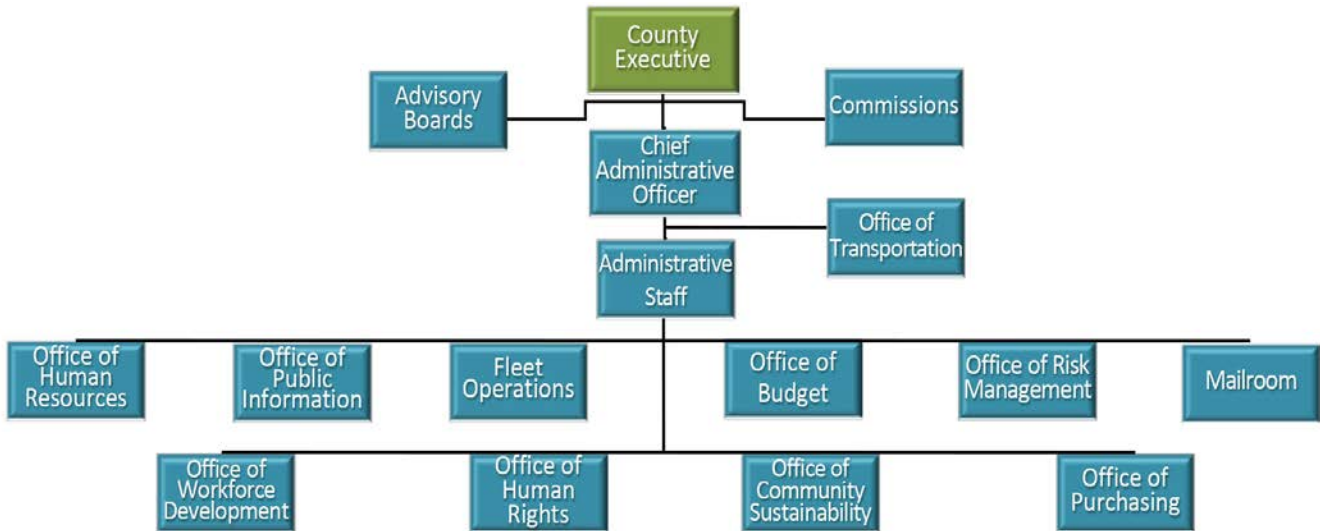 County
Executive
Advisory
Boards
Commissions
Chief
Administrative
Officer
Office of
Transportation
Administrative
Staff
Office of
Human
Resources
Office of
Public
Information
Fleet
Operations
Office of
Budget
Office of Risk
Management
Mailroom
Office of
Workforce
Development
Office of
Human
Rights
Office of
Community
Sustainability
Office of
Purchasing